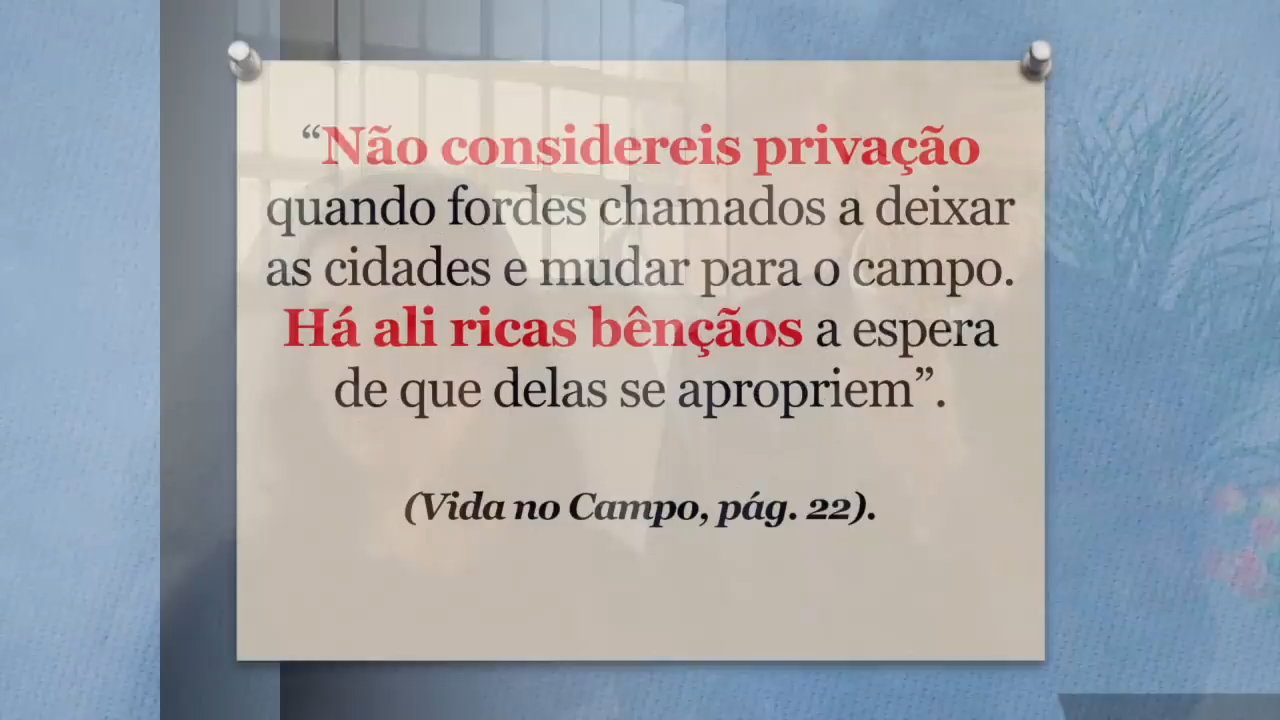 “Não considereis privação
quando fordes chamados a deixar
as cidades e mudar para o campo.
Há ali ricas bênçãos a espera
de que delas se apropriem”.
(Vida no Campo, pág. 22).